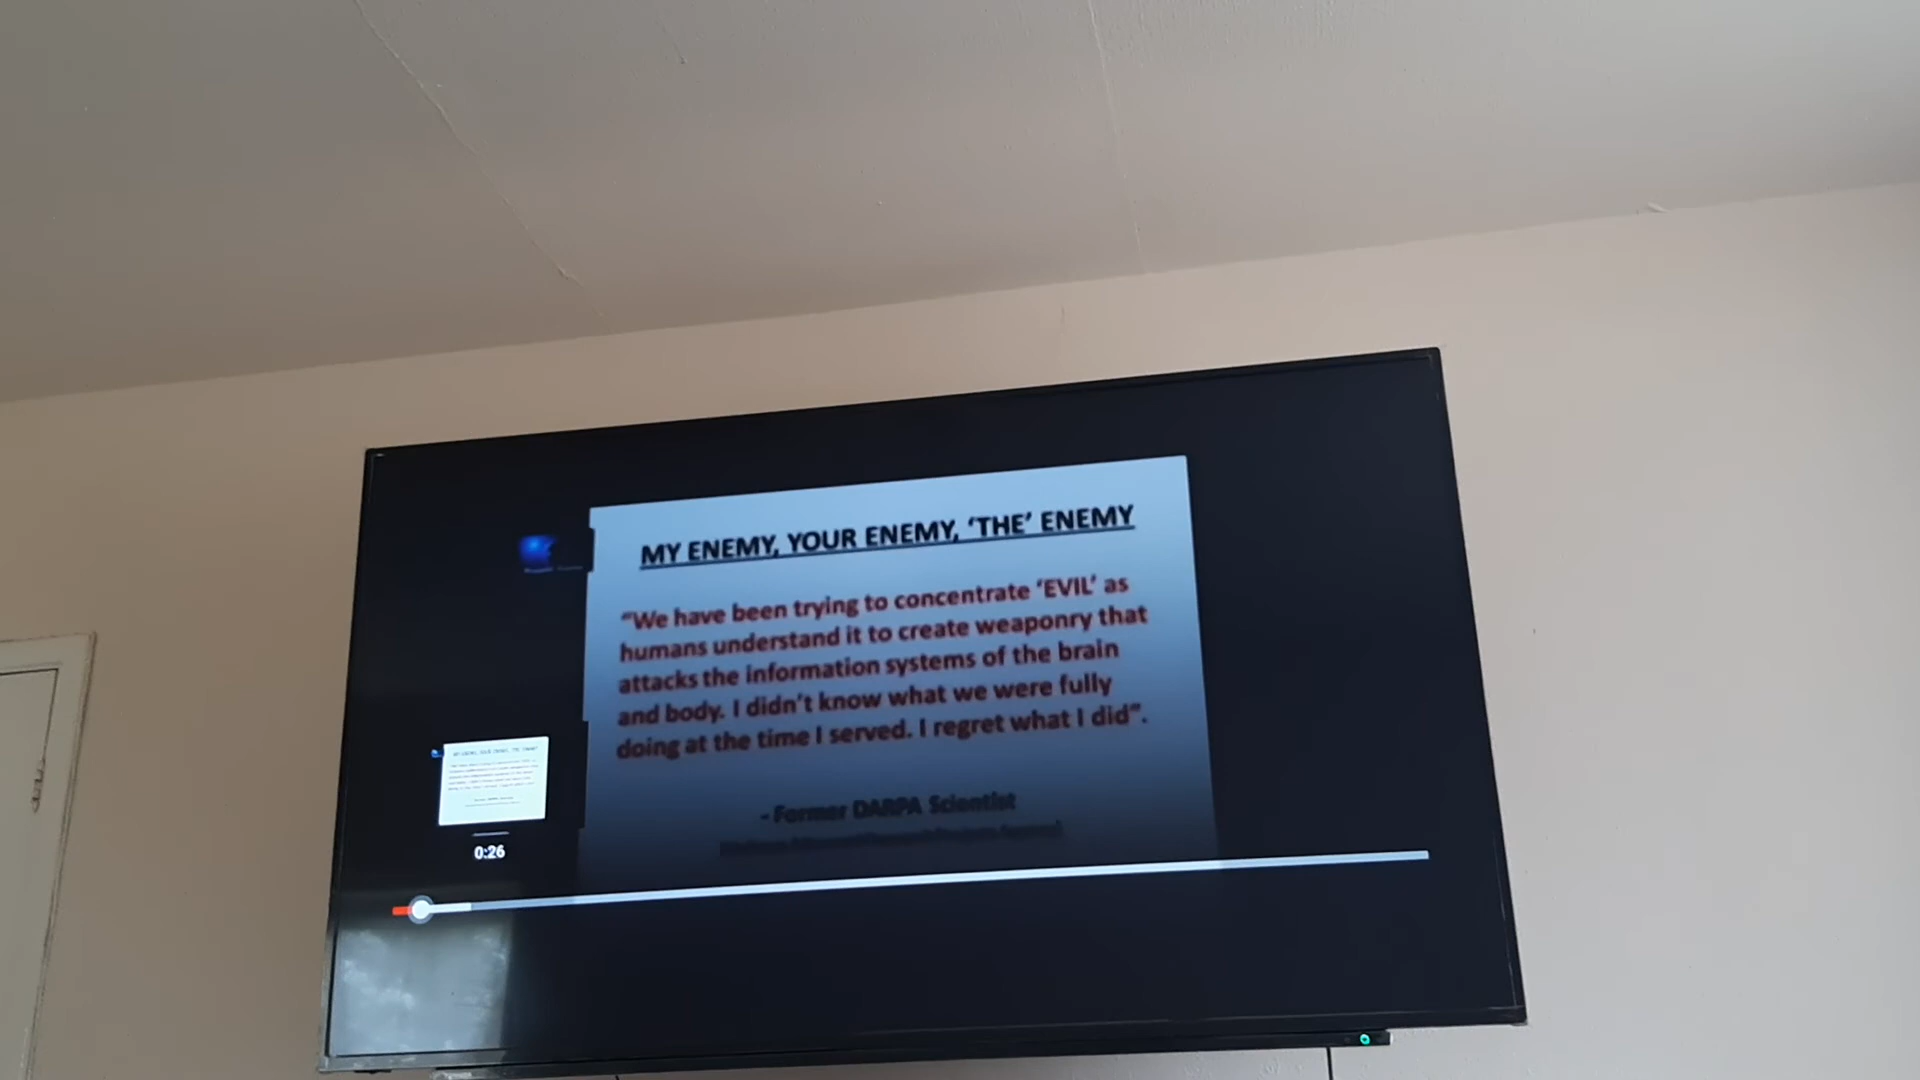 MY ENEMY, YOUR ENEMY, ‘THE’ ENEMY
“We have been trying to concentrate ‘EVIL’ as
humans understand it to create weaponry that
attacks the information systems of the brain
and body. I didn’t know what we were fully
doing at the time I served. I regret what I did”.
- Former DARPA Scientist
0:26